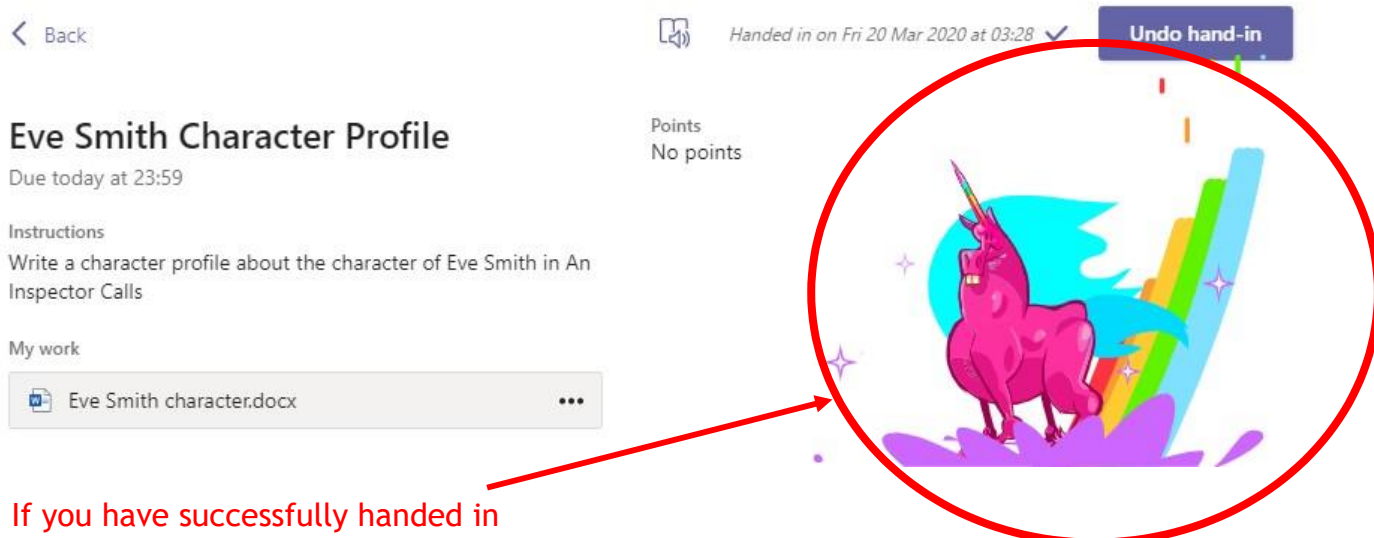 Back
Handed in on Fri 20 Mar 2020 at 03:28
Undo hand-in
Eve Smith Character Profile
Due today at 23:59
Points
No points
Instructions
Write a character profile about the character of Eve Smith in An
Inspector Calls
My work
Eve Smith character.docx
If you have successfully handed in